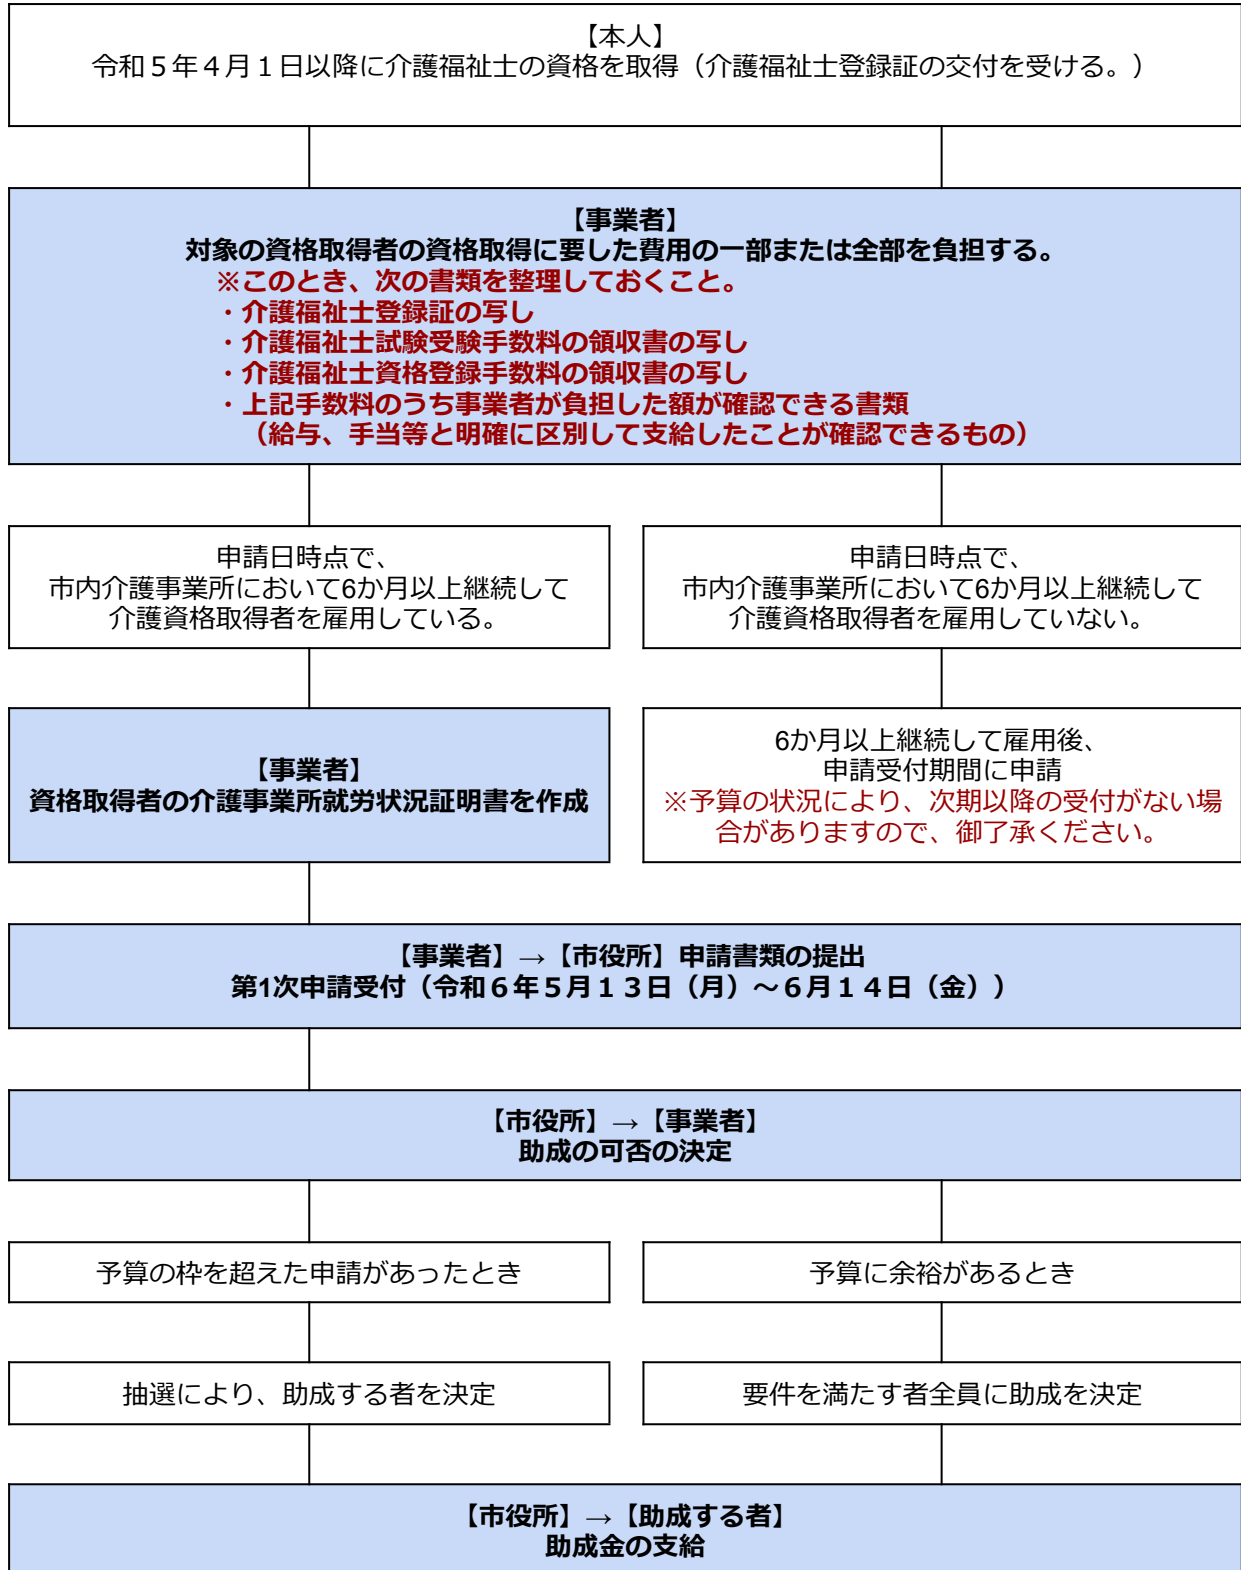 【本人】
令和５年４月１日以降に介護福祉士の資格を取得（介護福祉士登録証の交付を受ける。）
【事業者】
対象の資格取得者の資格取得に要した費用の一部または全部を負担する。
※このとき、次の書類を整理しておくこと。
・介護福祉士登録証の写し
・介護福祉士試験受験手数料の領収書の写し
・介護福祉士資格登録手数料の領収書の写し
・上記手数料のうち事業者が負担した額が確認できる書類
（給与、手当等と明確に区別して支給したことが確認できるもの）
申請日時点で、
市内介護事業所において6か月以上継続して
介護資格取得者を雇用している。
申請日時点で、
市内介護事業所において6か月以上継続して
介護資格取得者を雇用していない。
【事業者】
資格取得者の介護事業所就労状況証明書を作成
6か月以上継続して雇用後、
申請受付期間に申請
※予算の状況により、次期以降の受付がない場
合がありますので、御了承ください。
【事業者】→【市役所】申請書類の提出
第1次申請受付（令和６年５月１３日（月）～６月１４日（金））
【市役所】→【事業者】
助成の可否の決定
予算の枠を超えた申請があったとき
予算に余裕があるとき
抽選により、助成する者を決定
要件を満たす者全員に助成を決定
【市役所】→【助成する者】
助成金の支給